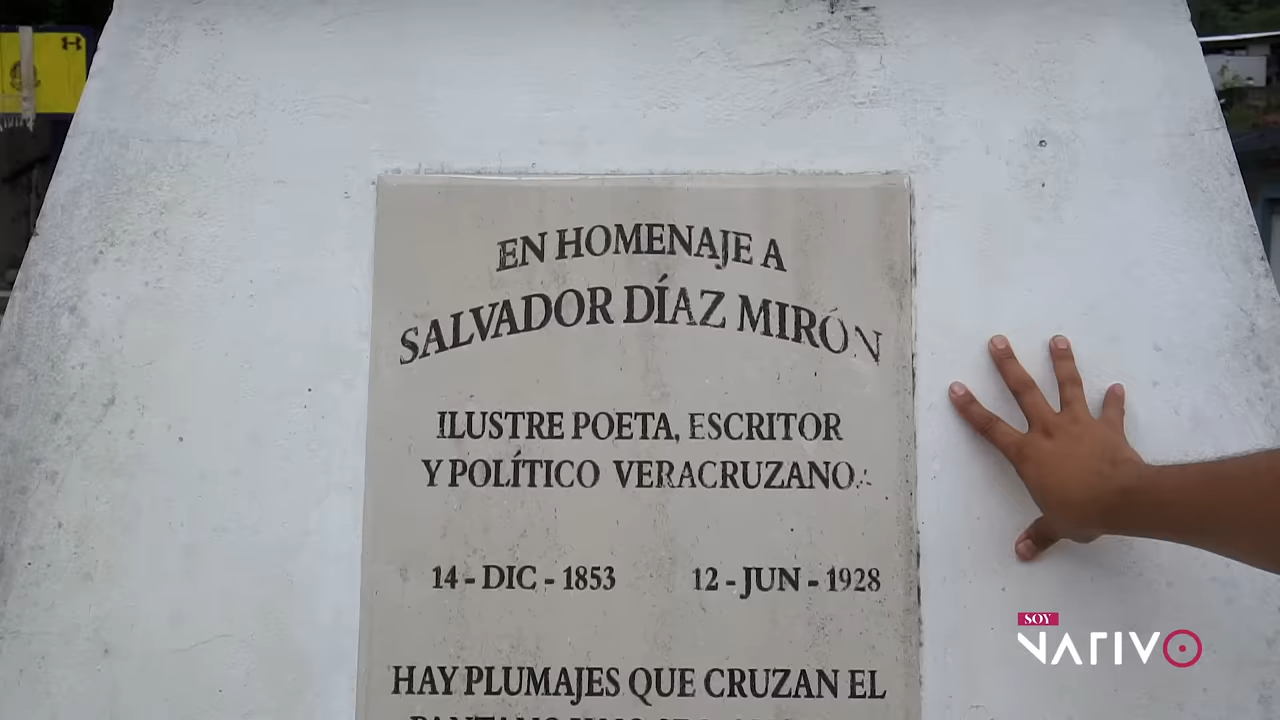 EN HOMENAJE A
SALVADOR DÍAZ MIRÓN
ILUSTRE POETA, ESCRITOR
Y POLÍTICO VERACRUZANO.
14 - DIC - 1853 12 - JUN - 1928
HAY PLUMAJES QUE CRUZAN EL
SOY
NATIVO